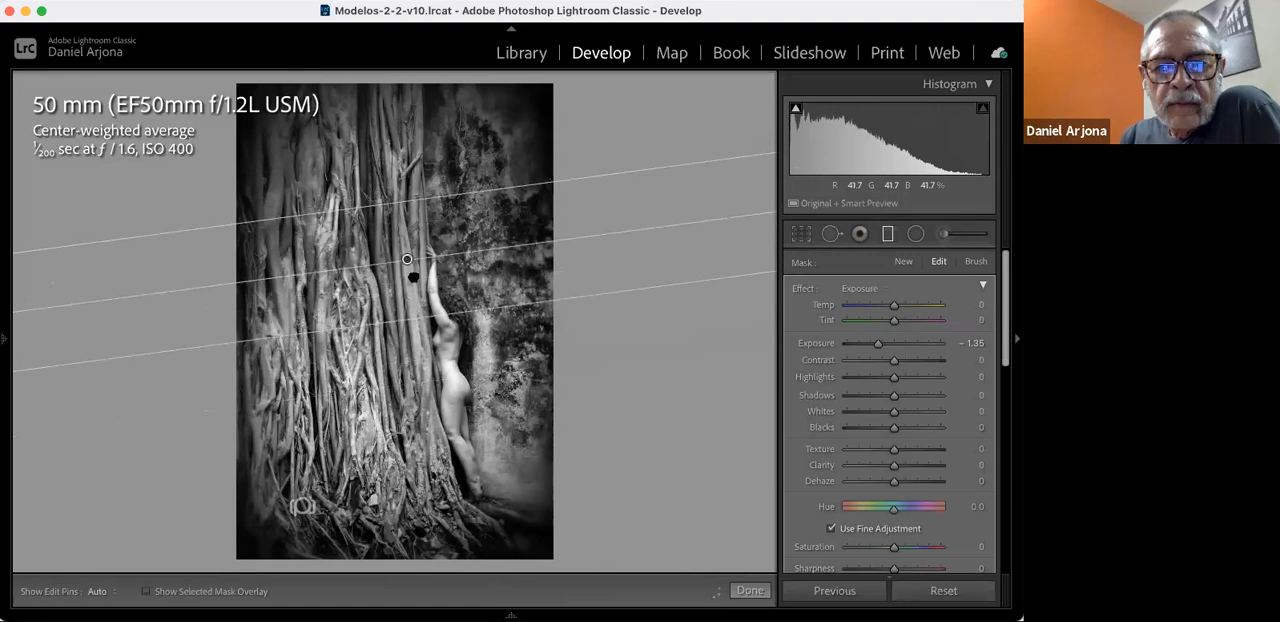 Modelos-2-2-v10.lrcat - Adobe Photoshop Lightroom Classic - Develop
LrC
Adobe Lightroom Classic
Daniel Arjona
Library
Develop
Map
Book
Slideshow
Print
Web
50 mm (EF50mm f/1.2L USM)
Center-weighted average
1/200 sec at ƒ / 1.6, ISO 400
Histogram
R 41.7 G 41.7 B 41.7 %
Original + Smart Preview
Mask : New Edit Brush
Effect : Exposure
Temp 0
Tint 0
Exposure – 1.35
Contrast 0
Highlights 0
Shadows 0
Whites 0
Blacks 0
Texture 0
Clarity 0
Dehaze 0
Hue 0.0
Use Fine Adjustment
Saturation 0
Sharpness 0
Show Edit Pins : Auto
Show Selected Mask Overlay
Done
Previous
Reset
Daniel Arjona